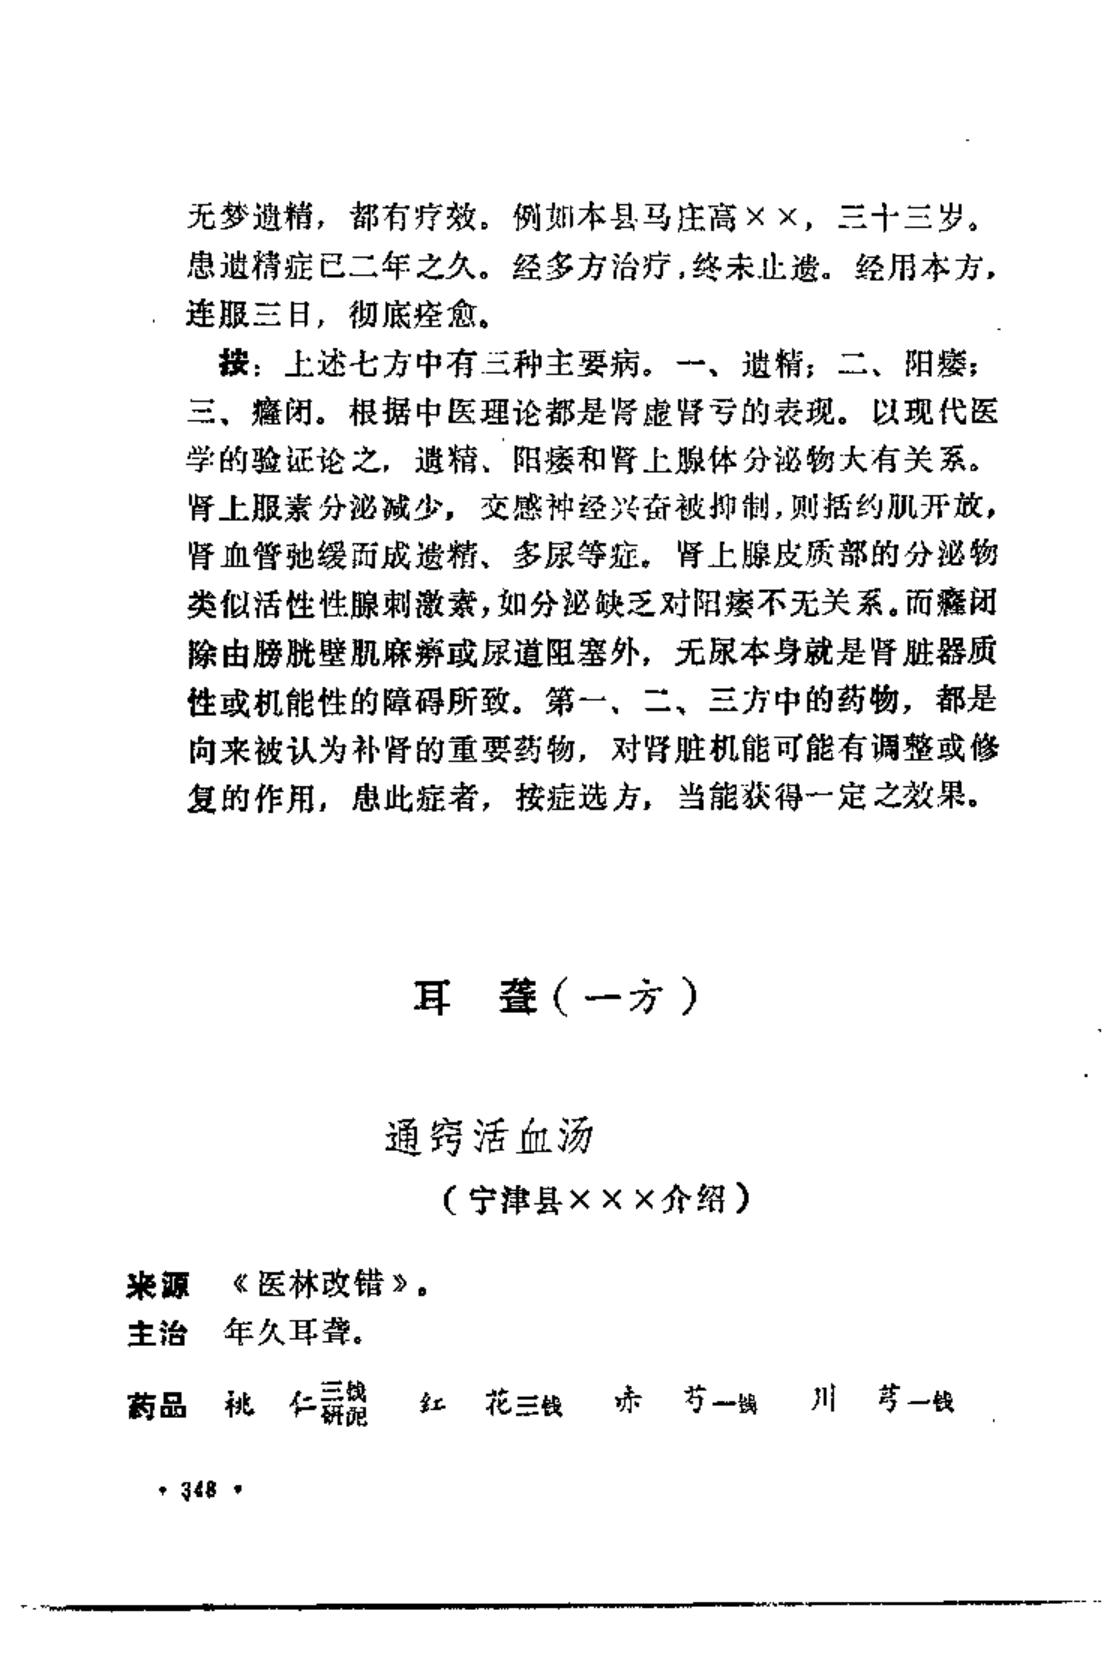 无梦遗精，都有疗效。例如本县马庄高××，三十三岁。
患遗精症已二年之久。经多方治疗，终未止遗。经用本方，
连服三日，彻底痊愈。
按：上述七方中有三种主要病。一、遗精；二、阳痿；
三、癃闭。根据中医理论都是肾虚肾亏的表现。以现代医
学的验证论之，遗精、阳痿和肾上腺体分泌物大有关系。
肾上服素分泌减少，交感神经兴奋被抑制，则括约肌开放，
肾血管弛缓而成遗精、多尿等症。肾上腺皮质部的分泌物
类似活性性腺刺激素，如分泌缺乏对阳痿不无关系。而癃闭
除由膀胱壁肌麻痹或尿道阻塞外，无尿本身就是肾脏器质
性或机能性的障碍所致。第一、二、三方中的药物，都是
向来被认为补肾的重要药物，对肾脏机能可能有调整或修
复的作用，患此症者，按症选方，当能获得一定之效果。
耳 聋（一方）
通窍活血汤
（宁津县×××介绍）
来源 《医林改错》。
主治 年久耳聋。
药品 桃 仁三钱研泥 红 花三钱 赤 芍一钱 川 芎一钱
• 348 •